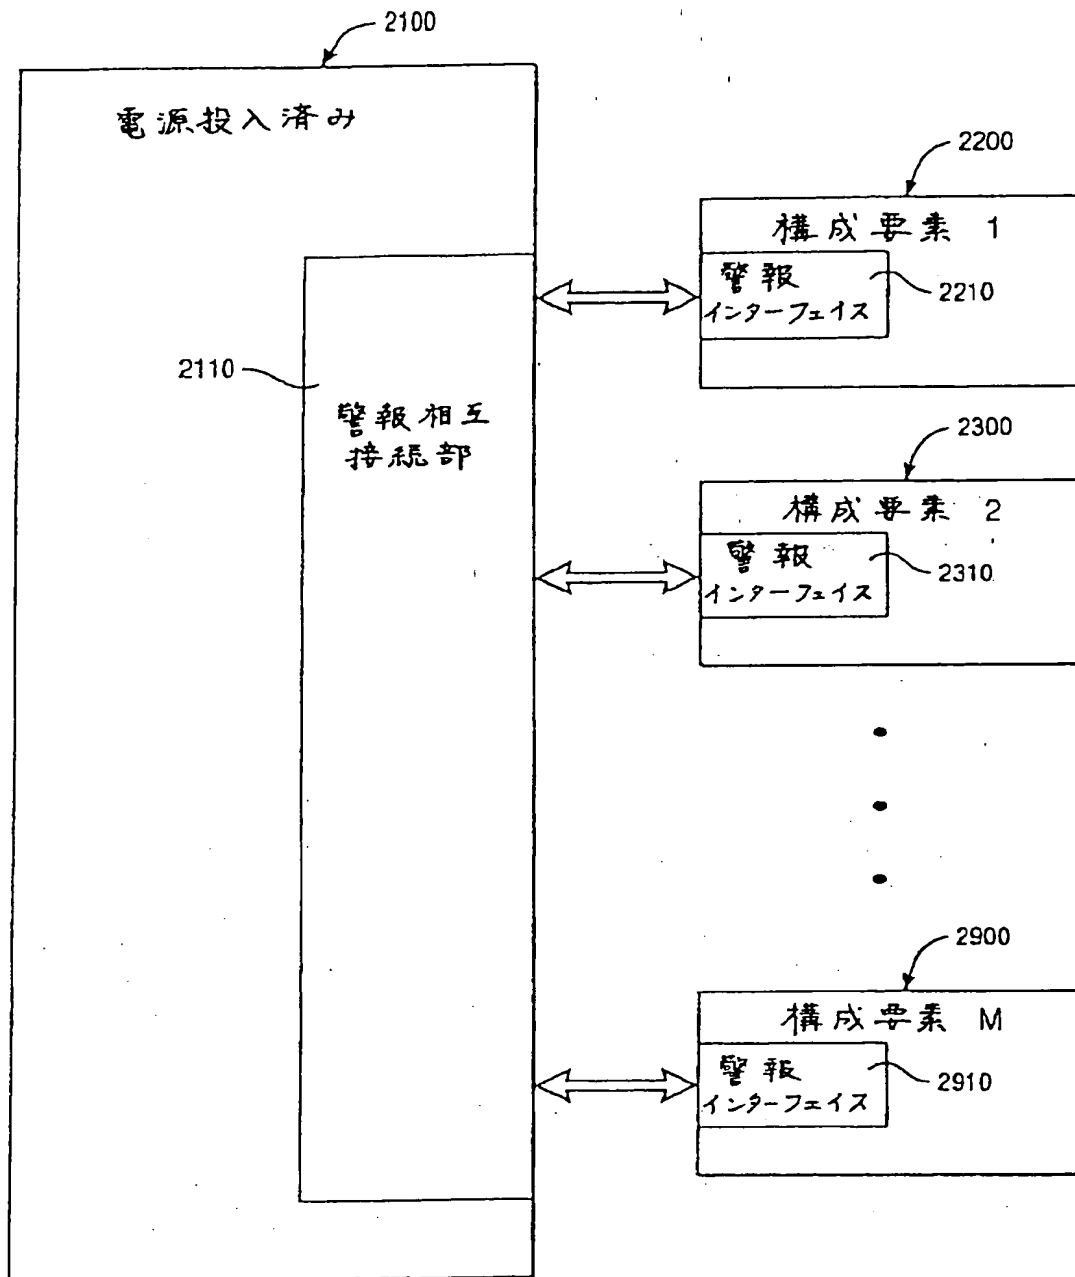 2100
電源投入済み
2200
構成要素 1
警報
インターフェイス
2210
2110
警報相互
接続部
2300
構成要素 2
警報
インターフェイス
2310
2900
構成要素 M
警報
インターフェイス
2910